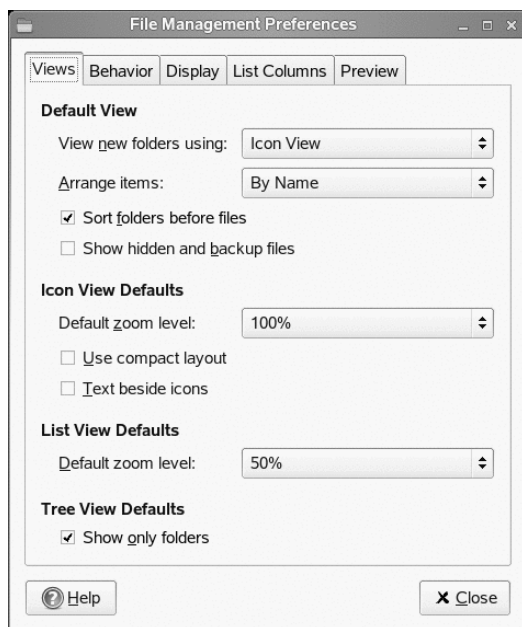 File Management Preferences
Views Behavior Display List Columns Preview
Default View
View new folders using: Icon View
Arrange items: By Name
Sort folders before files
Show hidden and backup files
Icon View Defaults
Default zoom level: 100%
Use compact layout
Text beside icons
List View Defaults
Default zoom level: 50%
Tree View Defaults
Show only folders
Help Close